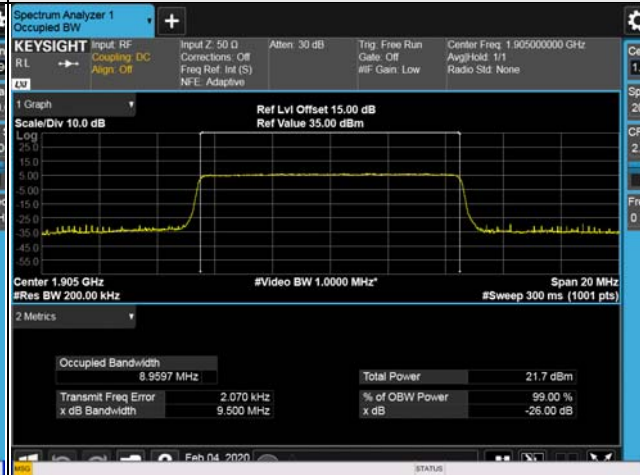 Spectrum Analyzer 1
Occupied BW
+
KEYSIGHT
RL
LXI
Input: RF
Coupling: DC
Align: Off
Input Z: 50 Ω
Corrections: Off
Freq Ref: Int (S)
NFE: Adaptive
Atten: 30 dB
Trig: Free Run
Gate: Off
#IF Gain: Low
Center Freq: 1.905000000 GHz
Avg|Hold: 1/1
Radio Std: None
1 Graph
Scale/Div 10.0 dB
Ref Lvl Offset 15.00 dB
Ref Value 35.00 dBm
Log
25.0
15.0
5.00
-5.00
-15.0
-25.0
-35.0
-45.0
-55.0
Center 1.905 GHz
#Res BW 200.00 kHz
#Video BW 1.0000 MHz*
Span 20 MHz
#Sweep 300 ms (1001 pts)
2 Metrics
Occupied Bandwidth
8.9597 MHz
Transmit Freq Error 2.070 kHz
x dB Bandwidth 9.500 MHz
Total Power 21.7 dBm
% of OBW Power 99.00 %
x dB -26.00 dB
Feb 04, 2020
MSG
STATUS